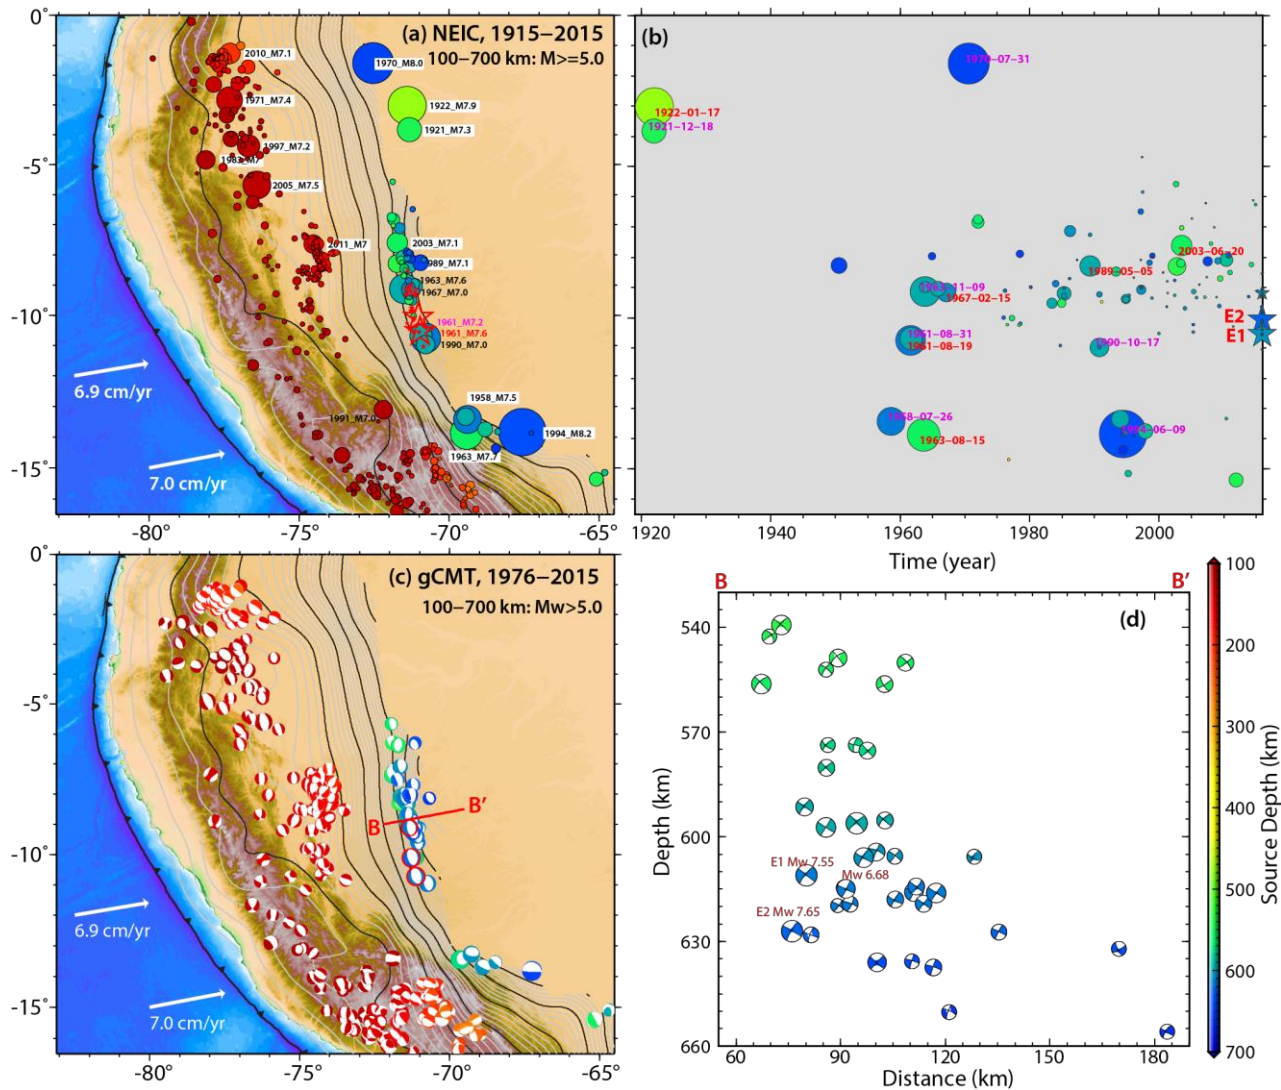 0°
-5°
-10°
-15°
(a) NEIC, 1915−2015
100−700 km: M>=5.0
2010_M7.1
1970_M8.0
1971_M7.4
1922_M7.9
1921_M7.3
1997_M7.2
1983_M7
2005_M7.5
2011_M7
2003_M7.1
1989_M7.1
1963_M7.6
1967_M7.0
1961_M7.2
1961_M7.6
1990_M7.0
6.9 cm/yr
1958_M7.5
1991_M7.0
1994_M8.2
1963_M7.7
7.0 cm/yr
-80° -75° -70° -65°
(b)
1970−07−31
1922−01−17
1921−12−18
2003−06−20
1989−05−05
1963−11−09
1967−02−15
E2
E1
1961−08−31
1961−08−19
1990−10−17
1958−07−26
1994−06−09
1963−08−15
1920 1940 1960 1980 2000
Time (year)
0°
-5°
-10°
-15°
(c) gCMT, 1976−2015
100−700 km: Mw>5.0
B B’
6.9 cm/yr
7.0 cm/yr
-80° -75° -70° -65°
B B’
(d)
540
570
600
630
660
Depth (km)
E1 Mw 7.55
Mw 6.68
E2 Mw 7.65
60 90 120 150 180
Distance (km)
100
200
300
400
500
600
700
Source Depth (km)